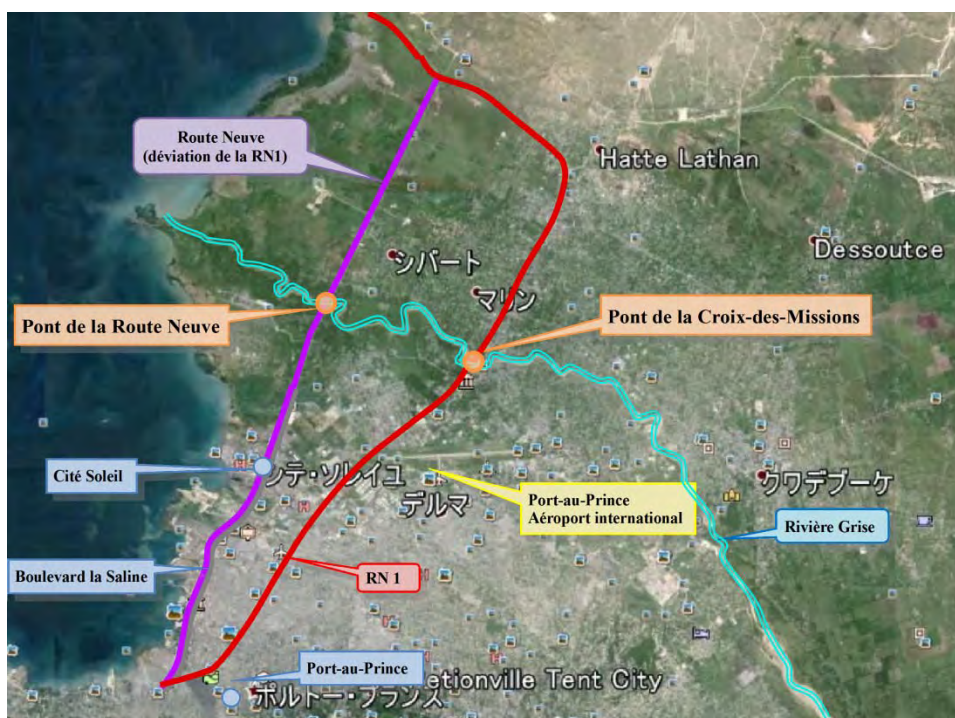 Route Neuve
(déviation de la RN1)
Hatte Lathan
Dessoutce
シバート
マリン
Pont de la Route Neuve
Pont de la Croix-des-Missions
Cité Soleil
シテ・ソレイユ
デルマ
Port-au-Prince
Aéroport international
クワデブーケ
Rivière Grise
Boulevard la Saline
RN 1
Port-au-Prince
etionville Tent City
ポルトー・プランス